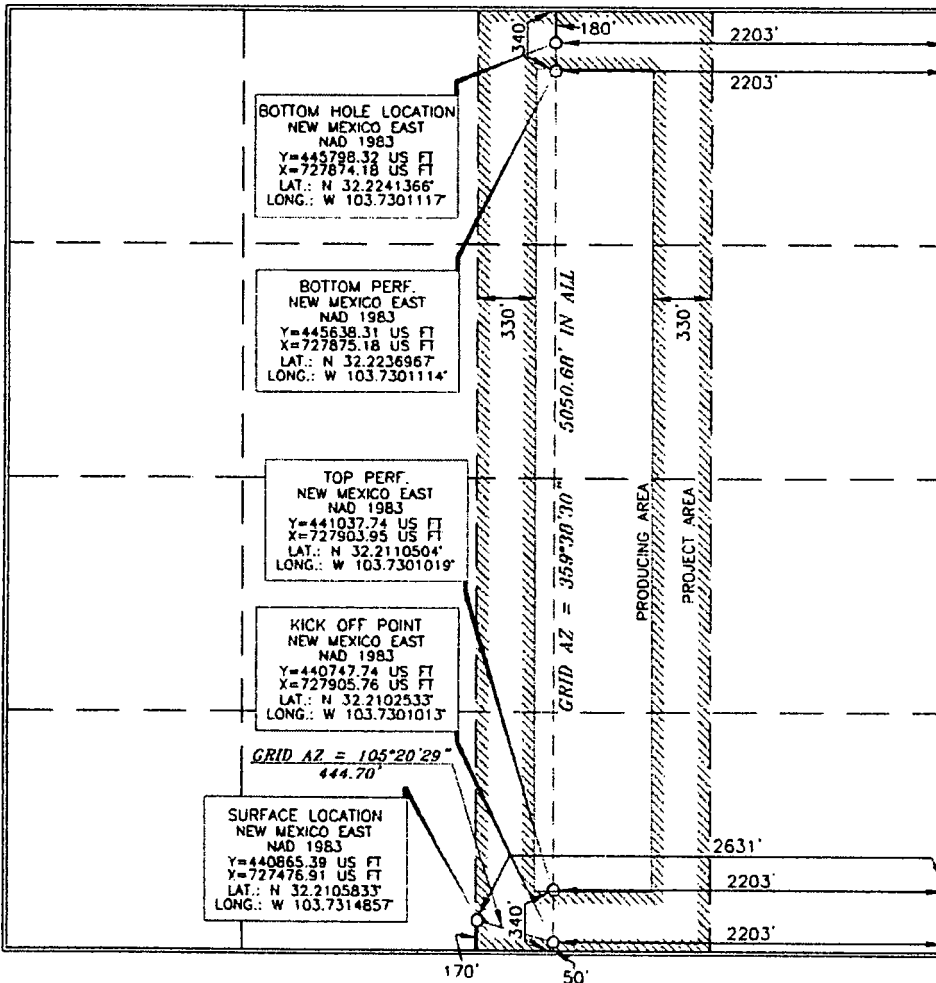 340'
180'
2203'
2203'
BOTTOM HOLE LOCATION
NEW MEXICO EAST
NAD 1983
Y=445798.32 US FT
X=727874.18 US FT
LAT.: N 32.2241366°
LONG.: W 103.7301117°
BOTTOM PERF.
NEW MEXICO EAST
NAD 1983
Y=445638.31 US FT
X=727875.18 US FT
LAT.: N 32.2236967°
LONG.: W 103.7301114°
330'
330'
GRID AZ = 359°30'30" 5050.60' IN ALL
PRODUCING AREA
PROJECT AREA
TOP PERF.
NEW MEXICO EAST
NAD 1983
Y=441037.74 US FT
X=727903.95 US FT
LAT.: N 32.2110504°
LONG.: W 103.7301019°
KICK OFF POINT
NEW MEXICO EAST
NAD 1983
Y=440747.74 US FT
X=727905.76 US FT
LAT.: N 32.2102533°
LONG.: W 103.7301013°
GRID AZ = 105°20'29"
444.70'
SURFACE LOCATION
NEW MEXICO EAST
NAD 1983
Y=440865.39 US FT
X=727476.91 US FT
LAT.: N 32.2105833°
LONG.: W 103.7314857°
2631'
2203'
340'
2203'
170'
50'